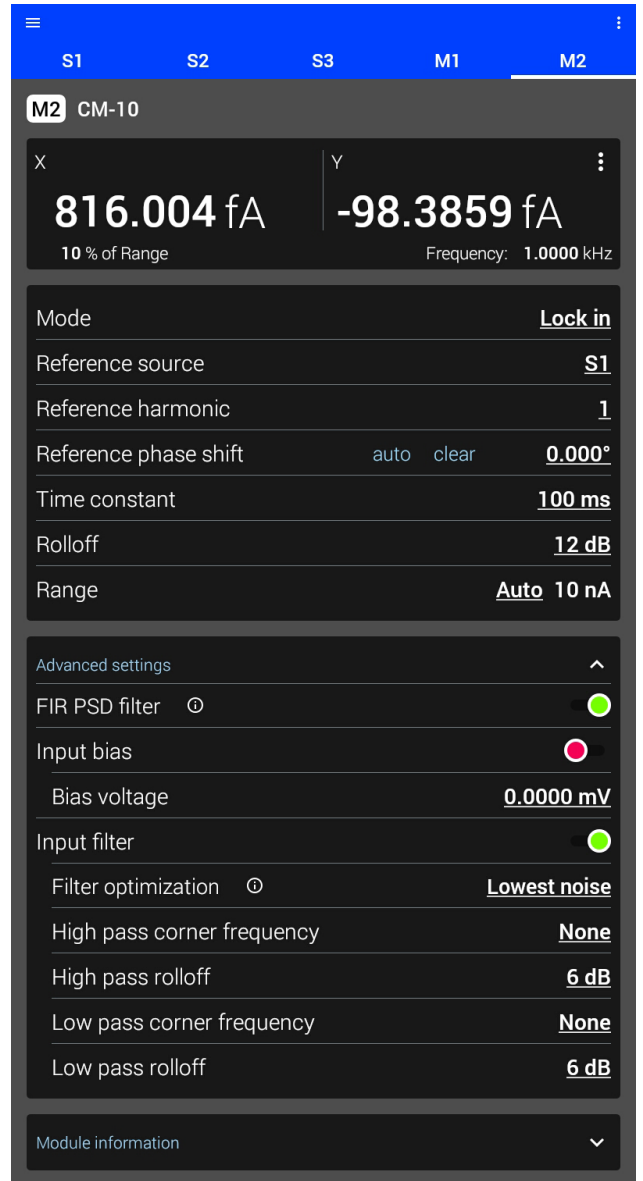 S1 S2 S3 M1 M2
M2 CM-10
X Y
816.004 fA -98.3859 fA
10 % of Range Frequency: 1.0000 kHz
Mode Lock in
Reference source S1
Reference harmonic 1
Reference phase shift auto clear 0.000°
Time constant 100 ms
Rolloff 12 dB
Range Auto 10 nA
Advanced settings
FIR PSD filter
Input bias
Bias voltage 0.0000 mV
Input filter
Filter optimization Lowest noise
High pass corner frequency None
High pass rolloff 6 dB
Low pass corner frequency None
Low pass rolloff 6 dB
Module information